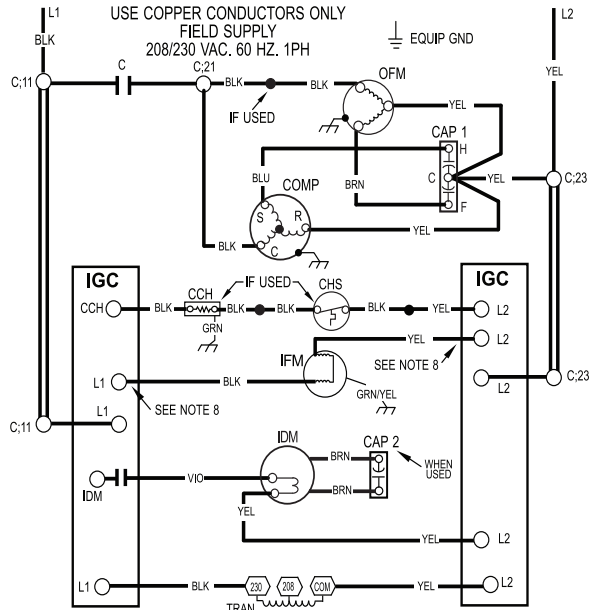 USE COPPER CONDUCTORS ONLY
FIELD SUPPLY
208/230 VAC. 60 HZ. 1PH
L1
BLK
L2
YEL
EQUIP GND
C;11
C
C;21
BLK
BLK
IF USED
OFM
YEL
CAP 1
H
C
F
BLU
COMP
BRN
YEL
C;23
S
R
C
BLK
YEL
IGC
IGC
IF USED
CCH
BLK
CCH
BLK
BLK
CHS
BLK
YEL
L2
GRN
YEL
L2
IFM
SEE NOTE 8
L1
BLK
GRN/YEL
L2
C;23
SEE NOTE 8
C;11
L1
IDM
CAP 2
BRN
WHEN
USED
IDM
VIO
BRN
YEL
YEL
L2
L1
BLK
230
208
COM
YEL
L2
TRAN